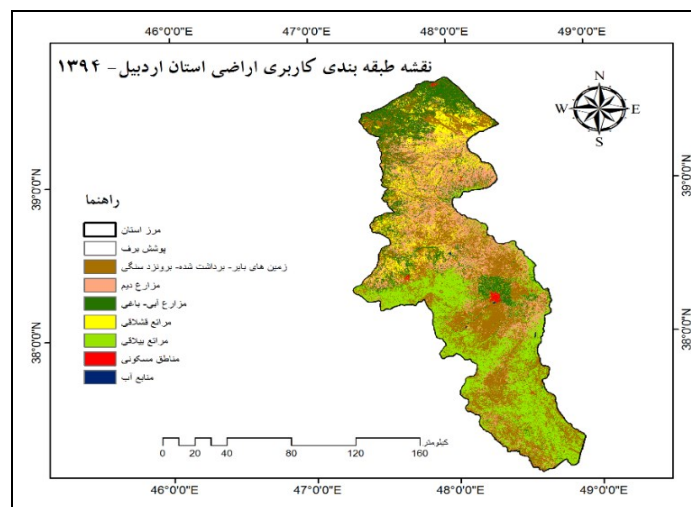 46°0'0"E 47°0'0"E 48°0'0"E 49°0'0"E
نقشه طبقه بندی کاربری اراضی استان اردبیل- ۱۳۹۴
N
W E
S
39°0'0"N 39°0'0"N
راهنما
مرز استان
پوشش برف
زمین های بایر- برداشت شده- برونزد سنگی
مزارع دیم
مزارع آبی- باغی
مراتع قشلاقی
مراتع ییلاقی
مناطق مسکونی
منابع آب
38°0'0"N 38°0'0"N
کیلومتر
0 20 40 80 120 160
46°0'0"E 47°0'0"E 48°0'0"E 49°0'0"E